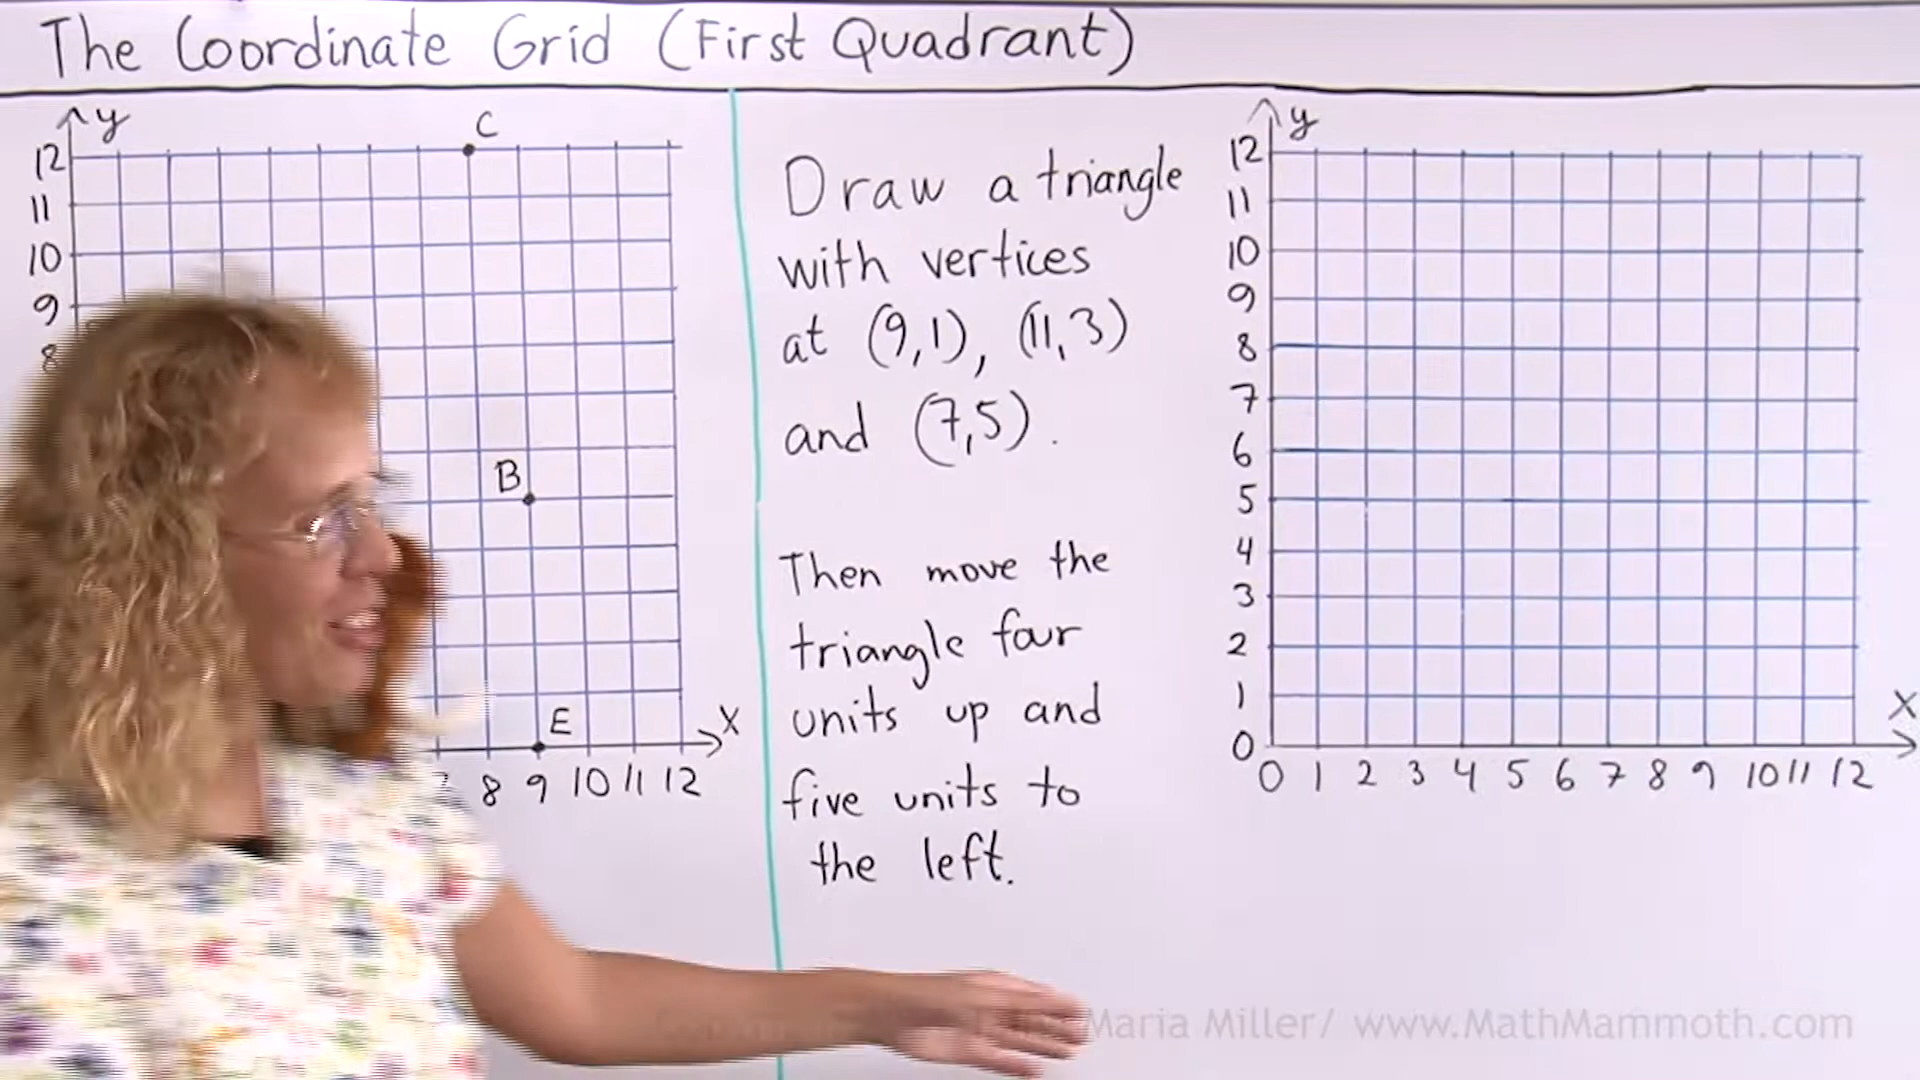 The Coordinate Grid (First Quadrant)
y
C
12
11
10
9
8
B
E
x
8 9 10 11 12
Draw a triangle
with vertices
at (9,1), (11,3)
and (7,5).
Then move the
triangle four
units up and
five units to
the left.
y
12
11
10
9
8
7
6
5
4
3
2
1
0
x
0 1 2 3 4 5 6 7 8 9 10 11 12
Maria Miller/ www.MathMammoth.com